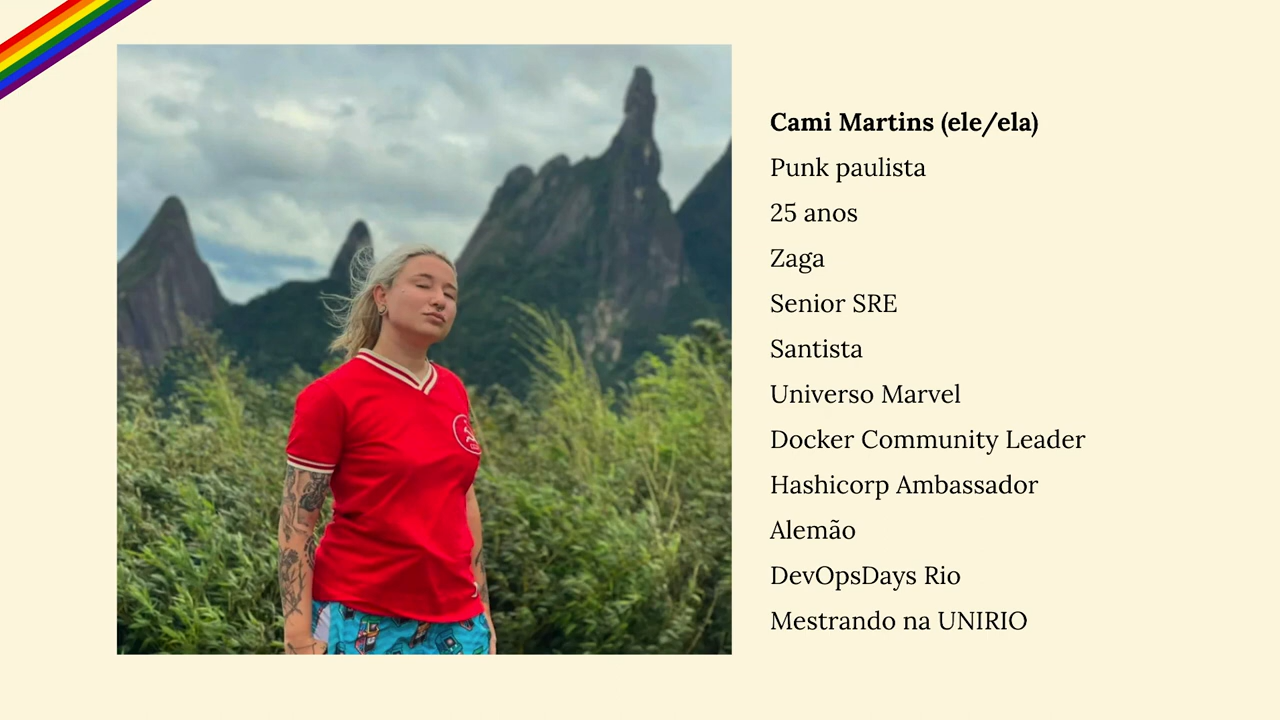 Cami Martins (ele/ela)
Punk paulista
25 anos
Zaga
Senior SRE
Santista
Universo Marvel
Docker Community Leader
Hashicorp Ambassador
Alemão
DevOpsDays Rio
Mestrando na UNIRIO